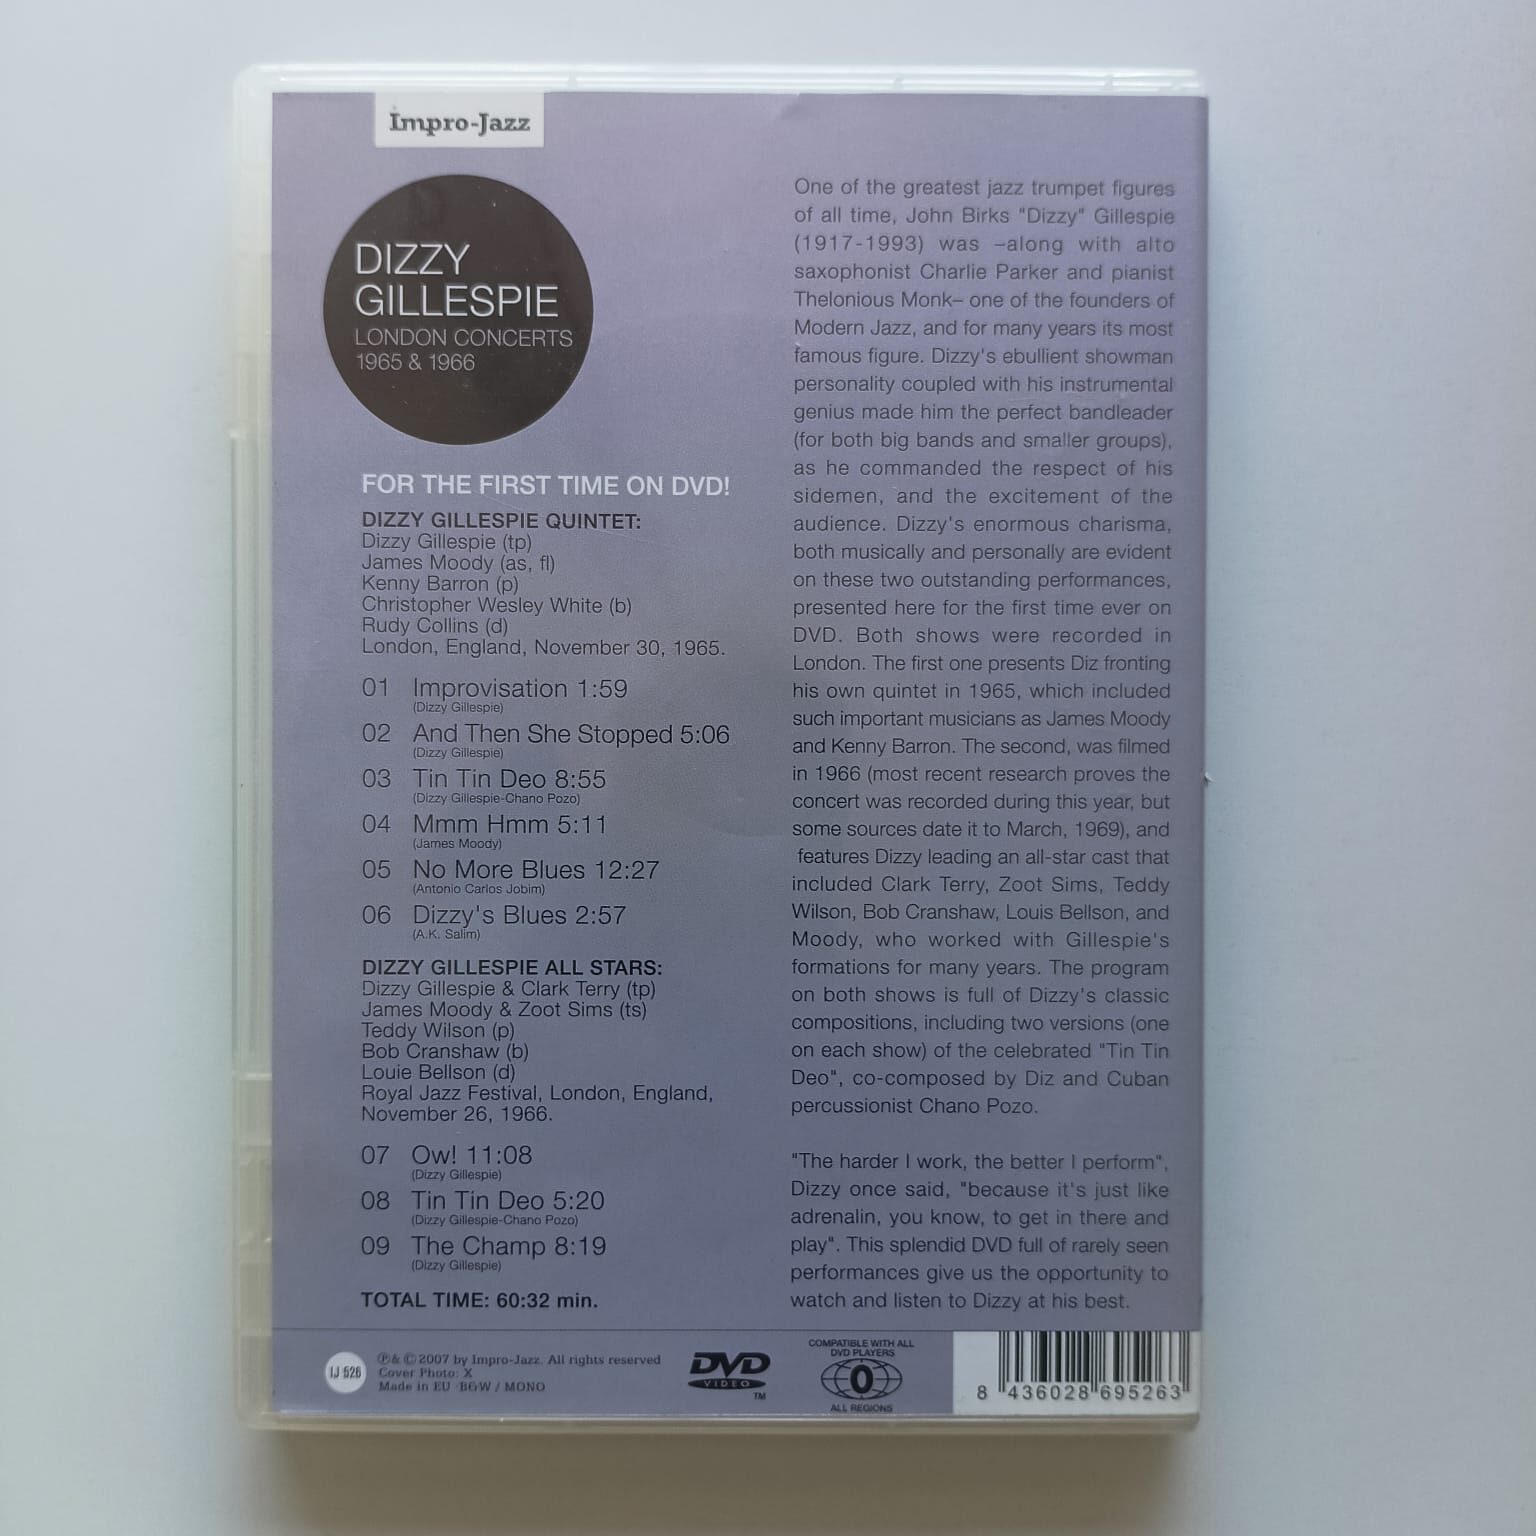 Impro-Jazz
DIZZY
GILLESPIE
LONDON CONCERTS
1965 & 1966
FOR THE FIRST TIME ON DVD!
DIZZY GILLESPIE QUINTET:
Dizzy Gillespie (tp)
James Moody (as, fl)
Kenny Barron (p)
Christopher Wesley White (b)
Rudy Collins (d)
London, England, November 30, 1965.
01 Improvisation 1:59
(Dizzy Gillespie)
02 And Then She Stopped 5:06
(Dizzy Gillespie)
03 Tin Tin Deo 8:55
(Dizzy Gillespie-Chano Pozo)
04 Mmm Hmm 5:11
(James Moody)
05 No More Blues 12:27
(Antonio Carlos Jobim)
06 Dizzy's Blues 2:57
(A.K. Salim)
DIZZY GILLESPIE ALL STARS:
Dizzy Gillespie & Clark Terry (tp)
James Moody & Zoot Sims (ts)
Teddy Wilson (p)
Bob Cranshaw (b)
Louie Bellson (d)
Royal Jazz Festival, London, England,
November 26, 1966.
07 Ow! 11:08
(Dizzy Gillespie)
08 Tin Tin Deo 5:20
(Dizzy Gillespie-Chano Pozo)
09 The Champ 8:19
(Dizzy Gillespie)
TOTAL TIME: 60:32 min.
One of the greatest jazz trumpet figures
of all time, John Birks "Dizzy" Gillespie
(1917-1993) was –along with alto
saxophonist Charlie Parker and pianist
Thelonious Monk– one of the founders of
Modern Jazz, and for many years its most
famous figure. Dizzy's ebullient showman
personality coupled with his instrumental
genius made him the perfect bandleader
(for both big bands and smaller groups),
as he commanded the respect of his
sidemen, and the excitement of the
audience. Dizzy's enormous charisma,
both musically and personally are evident
on these two outstanding performances,
presented here for the first time ever on
DVD. Both shows were recorded in
London. The first one presents Diz fronting
his own quintet in 1965, which included
such important musicians as James Moody
and Kenny Barron. The second, was filmed
in 1966 (most recent research proves the
concert was recorded during this year, but
some sources date it to March, 1969), and
features Dizzy leading an all-star cast that
included Clark Terry, Zoot Sims, Teddy
Wilson, Bob Cranshaw, Louis Bellson, and
Moody, who worked with Gillespie's
formations for many years. The program
on both shows is full of Dizzy's classic
compositions, including two versions (one
on each show) of the celebrated "Tin Tin
Deo", co-composed by Diz and Cuban
percussionist Chano Pozo.
"The harder I work, the better I perform",
Dizzy once said, "because it's just like
adrenalin, you know, to get in there and
play". This splendid DVD full of rarely seen
performances give us the opportunity to
watch and listen to Dizzy at his best.
IJ 526
℗& ©2007 by Impro-Jazz. All rights reserved
Cover Photo: X
Made in EU · B&W / MONO
DVD
VIDEO
TM
COMPATIBLE WITH ALL
DVD PLAYERS
0
ALL REGIONS
8 436028 695263